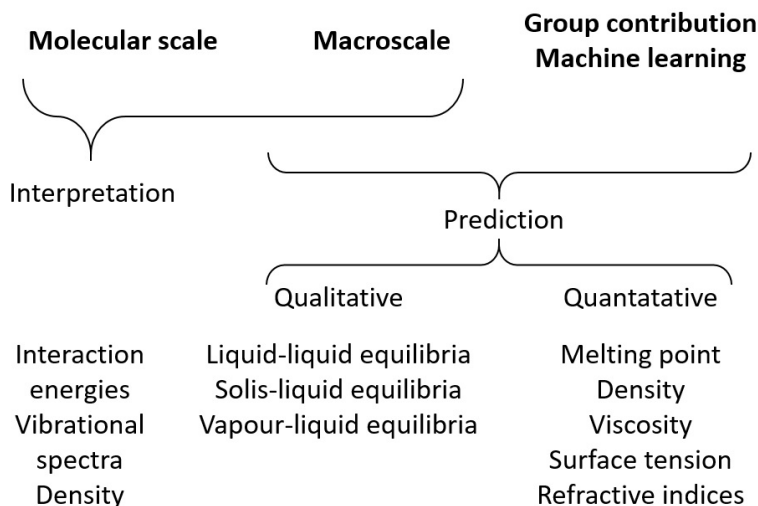 Molecular scale
Macroscale
Group contribution
Machine learning
Interpretation
Prediction
Qualitative
Quantatative
Interaction
energies
Vibrational
spectra
Density
Liquid-liquid equilibria
Solis-liquid equilibria
Vapour-liquid equilibria
Melting point
Density
Viscosity
Surface tension
Refractive indices